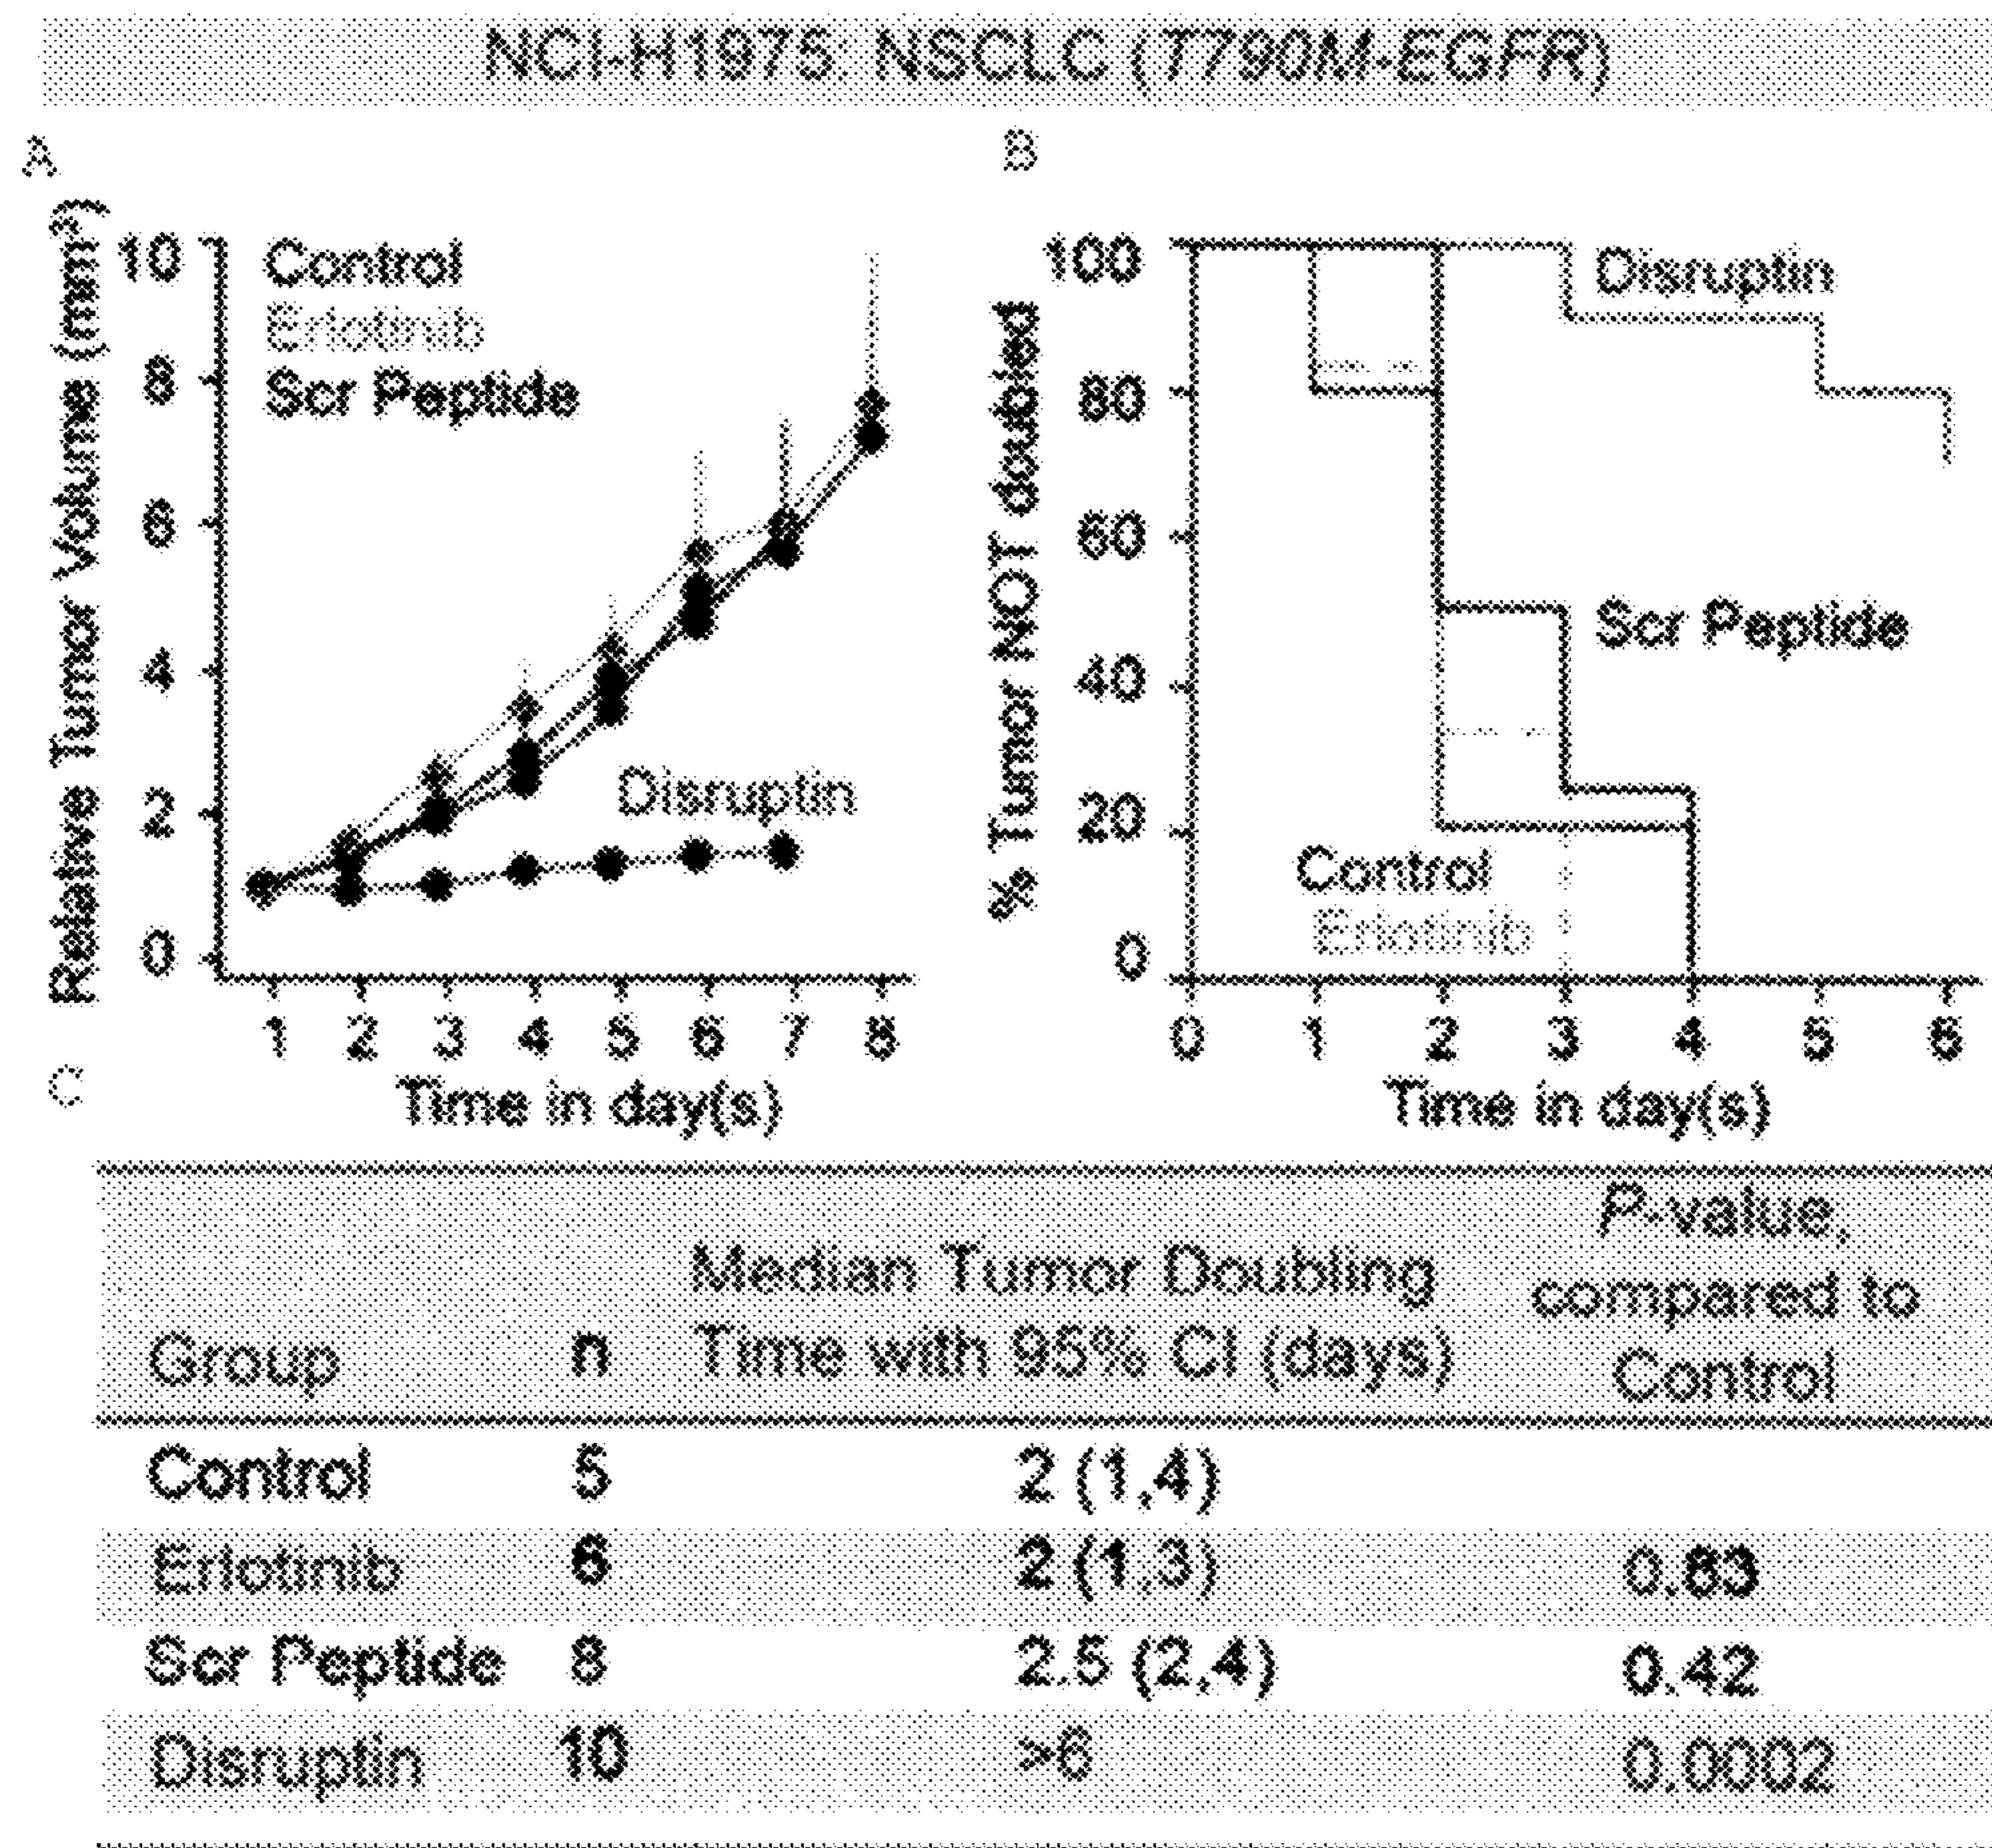 NCI-H1975: NSCLC (T790M-EGFR)
A
Relative Tumor Volume (mm³)
10
8
6
4
2
0
Control
Erlotinib
Scr Peptide
Disruptin
1 2 3 4 5 6 7 8
Time in day(s)
B
% Tumor NOT doubled
100
80
60
40
20
0
Disruptin
Scr Peptide
Control
Erlotinib
0 1 2 3 4 5 6
Time in day(s)
C
Group n Median Tumor Doubling Time with 95% CI (days) P-value, compared to Control
Control 5 2 (1,4)
Erlotinib 6 2 (1,3) 0.63
Scr Peptide 8 2.5 (2,4) 0.42
Disruptin 10 >6 0.0002